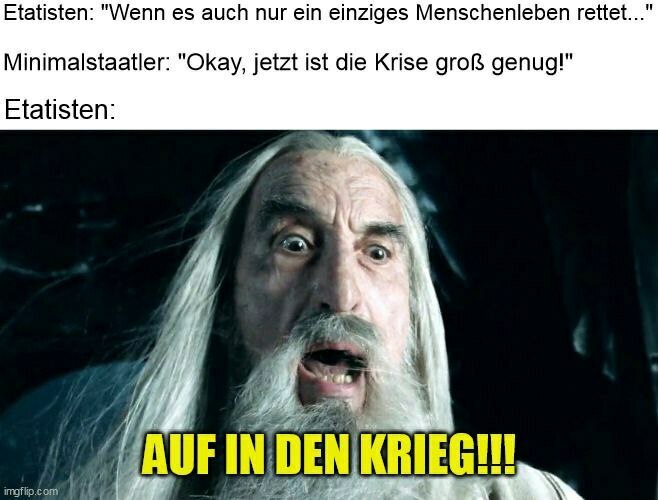 Etatisten: "Wenn es auch nur ein einziges Menschenleben rettet..."
Minimalstaatler: "Okay, jetzt ist die Krise groß genug!"
Etatisten:
AUF IN DEN KRIEG!!!
imgflip.com